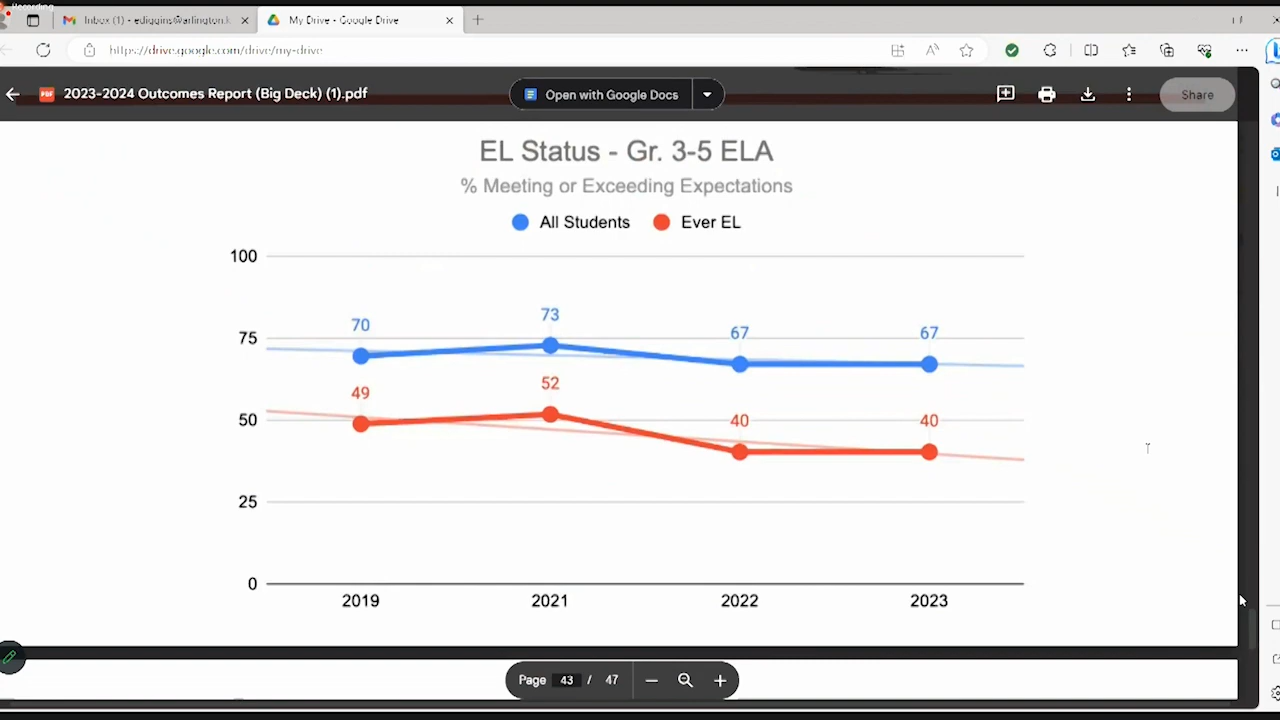 Recording
Inbox (1) - ediggins@arlington.k
My Drive - Google Drive
https://drive.google.com/drive/my-drive
2023-2024 Outcomes Report (Big Deck) (1).pdf
Open with Google Docs
Share
EL Status - Gr. 3-5 ELA
% Meeting or Exceeding Expectations
All Students Ever EL
100
75
50
25
0
70 73 67 67
49 52 40 40
2019 2021 2022 2023
Page 43 / 47